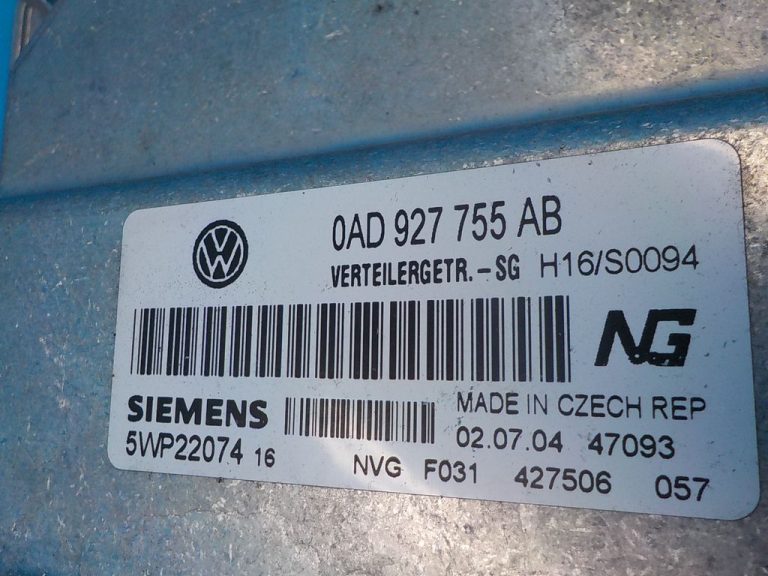 0AD 927 755 AB
VERTEILERGETR.-SG H16/S0094
NG
SIEMENS
MADE IN CZECH REP
5WP22074 16
02.07.04 47093
NVG F031 427506 057